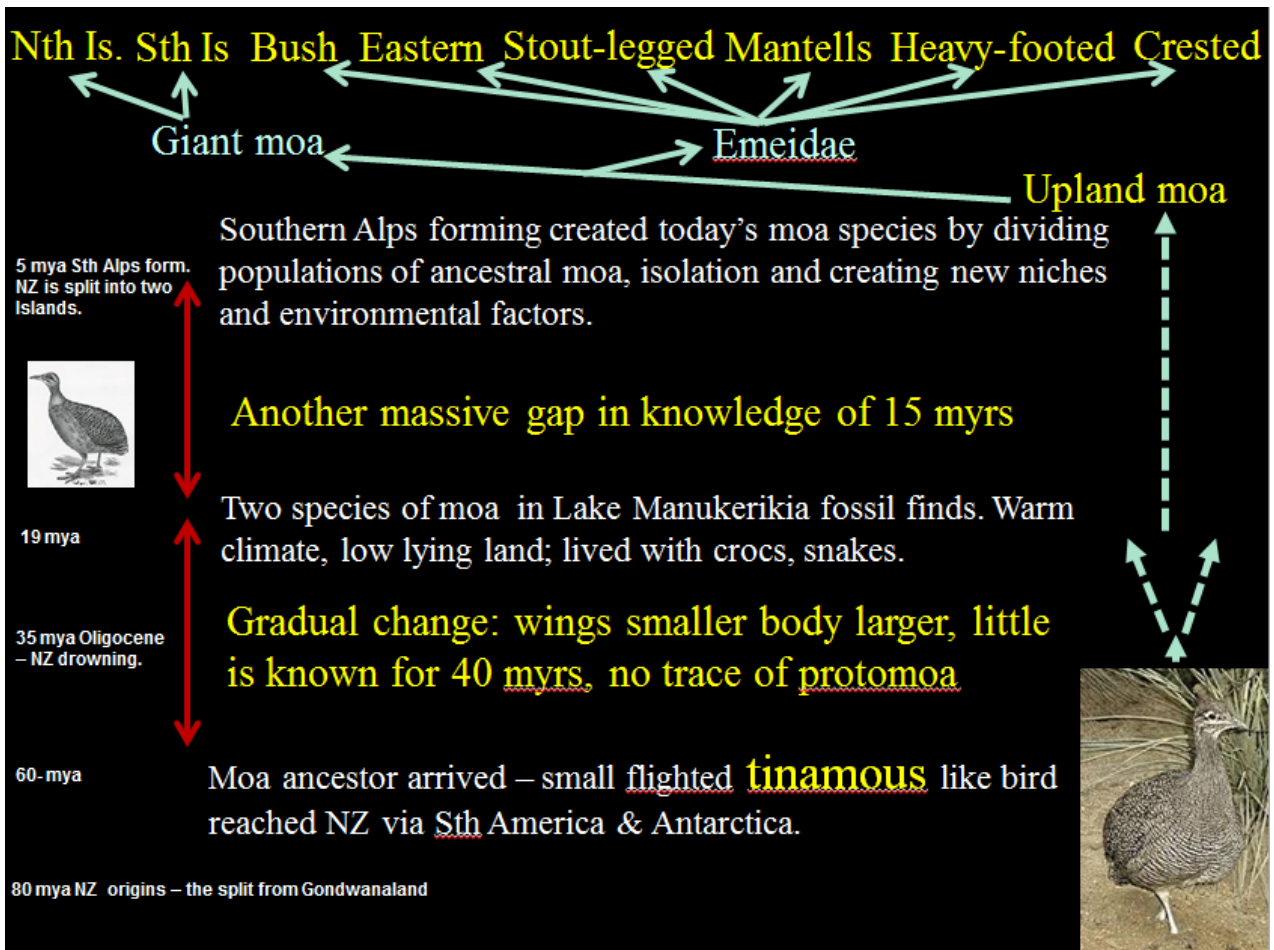 Nth Is. Sth Is Bush Eastern Stout-legged Mantells Heavy-footed Crested
Giant moa
Emeidae
Upland moa
Southern Alps forming created today's moa species by dividing
populations of ancestral moa, isolation and creating new niches
and environmental factors.
5 mya Sth Alps form.
NZ is split into two
Islands.
Another massive gap in knowledge of 15 myrs
Two species of moa in Lake Manukerikia fossil finds. Warm
climate, low lying land; lived with crocs, snakes.
19 mya
Gradual change: wings smaller body larger, little
is known for 40 myrs, no trace of protomoa
35 mya Oligocene
– NZ drowning.
60- mya
Moa ancestor arrived – small flighted tinamous like bird
reached NZ via Sth America & Antarctica.
80 mya NZ origins – the split from Gondwanaland